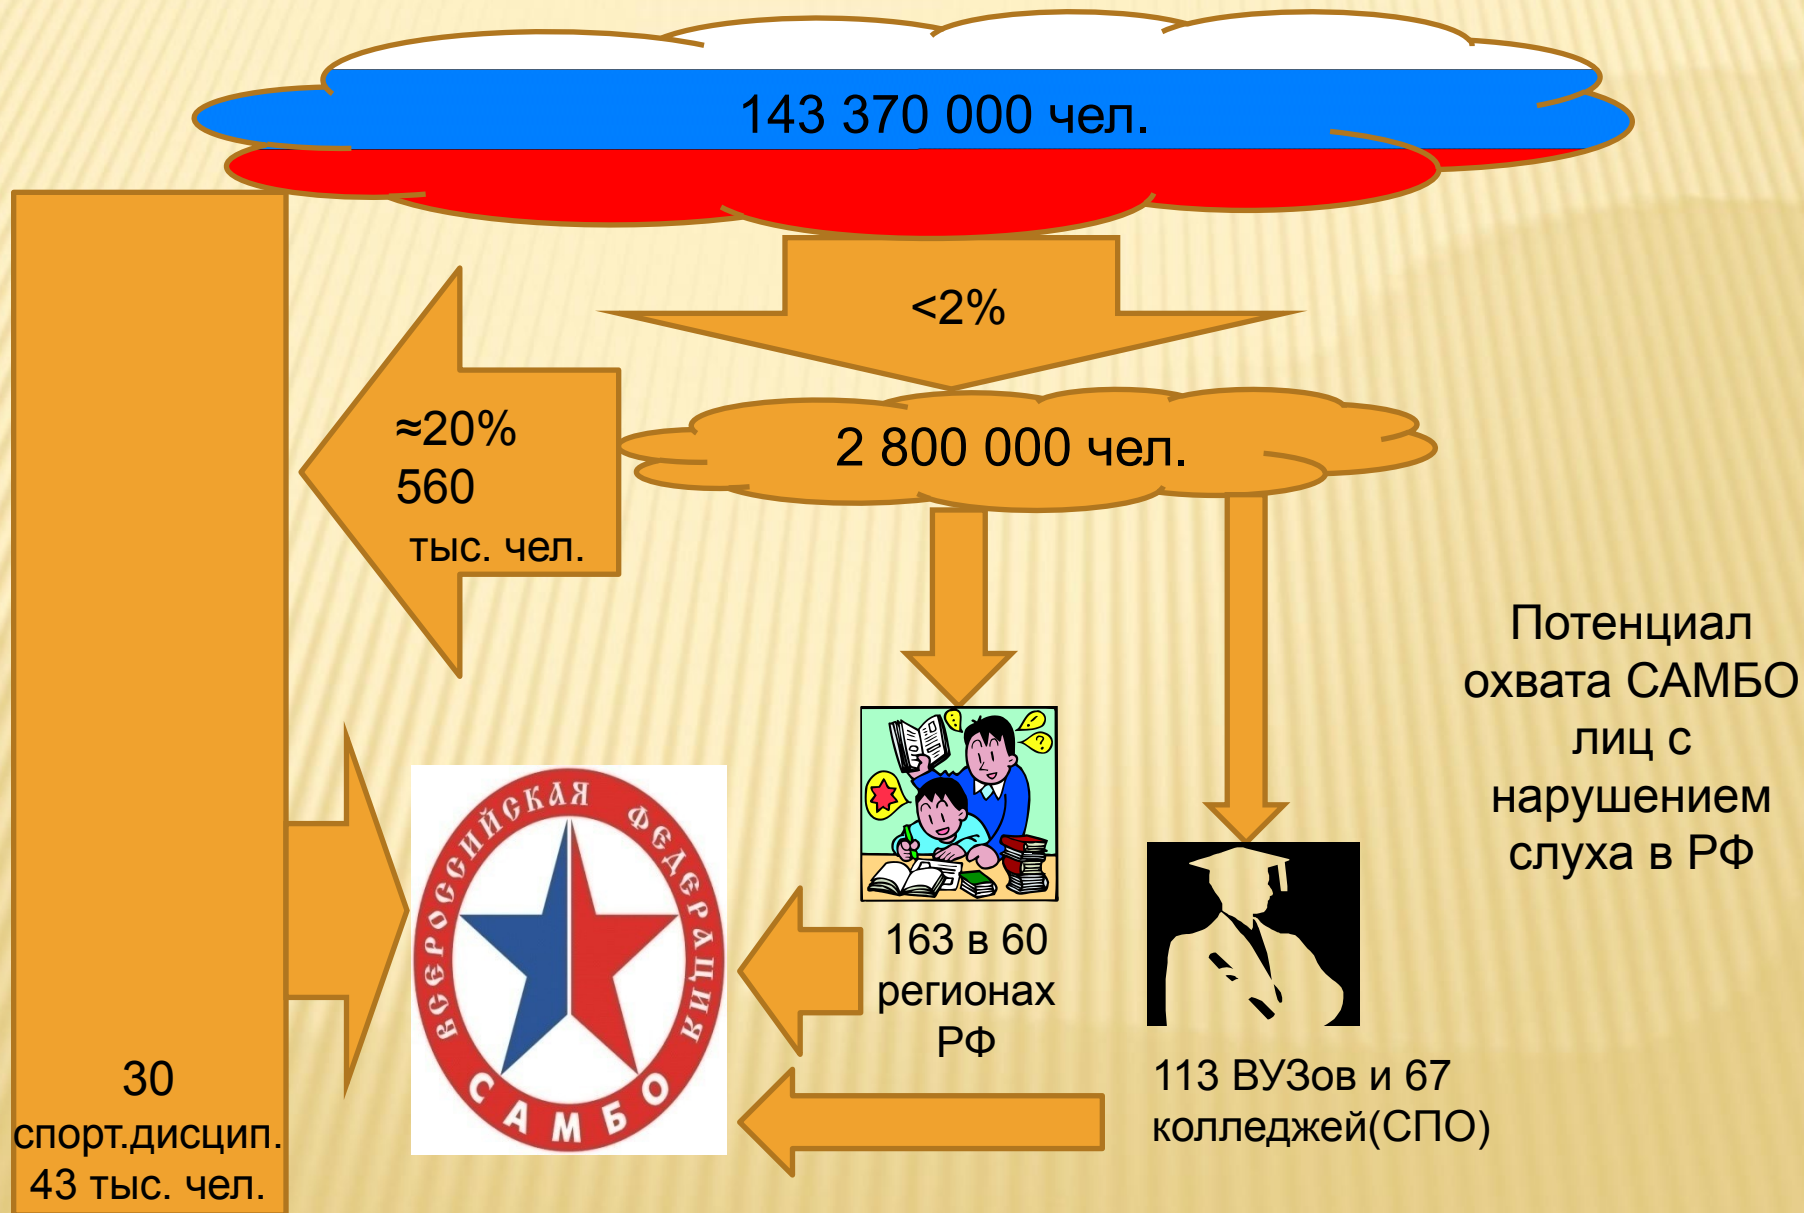 143 370 000 чел.
<2%
≈20%
560
тыс. чел.
2 800 000 чел.
Потенциал
охвата САМБО
лиц с
нарушением
слуха в РФ
ВСЕРОССИЙСКАЯ ФЕДЕРАЦИЯ
САМБО
163 в 60
регионах
РФ
113 ВУЗов и 67
колледжей(СПО)
30
спорт.дисцип.
43 тыс. чел.